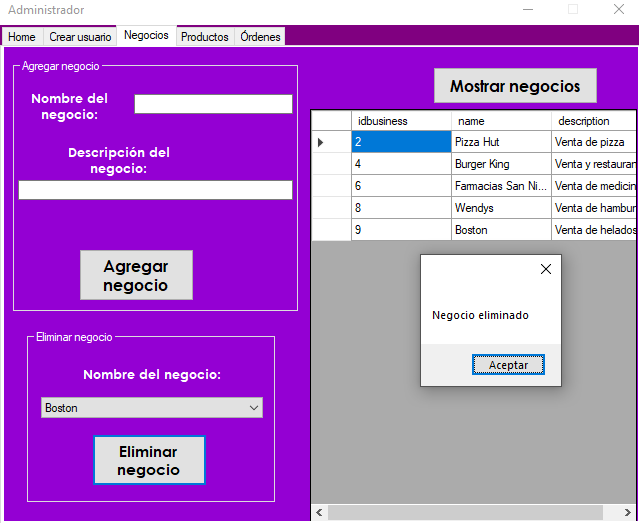 Administrador
Home Crear usuario Negocios Productos Órdenes
Agregar negocio
Nombre del
negocio:
Descripción del
negocio:
Agregar
negocio
Eliminar negocio
Nombre del negocio:
Boston
Eliminar
negocio
Mostrar negocios
idbusiness name description
2 Pizza Hut Venta de pizza
4 Burger King Venta y restauran
6 Farmacias San Ni... Venta de medicin
8 Wendys Venta de hambur
9 Boston Venta de helados
Negocio eliminado
Aceptar